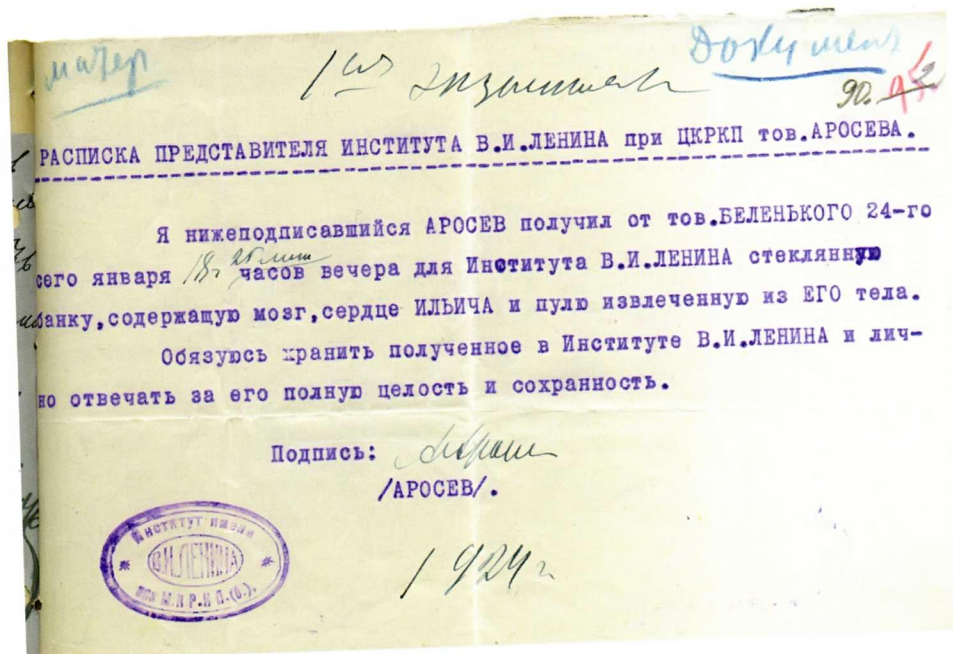 Документ
1ый экземпляр
90.
РАСПИСКА ПРЕДСТАВИТЕЛЯ ИНСТИТУТА В.И.ЛЕНИНА при ЦКРКП тов.АРОСЕВА.
Я нижеподписавшийся АРОСЕВ получил от тов.БЕЛЕНЬКОГО 24-го
сего января 18 ч 25 мин часов вечера для Института В.И.ЛЕНИНА стеклянную
банку,содержащую мозг,сердце ИЛЬИЧА и пулю извлеченную из ЕГО тела.
Обязуюсь хранить полученное в Институте В.И.ЛЕНИНА и лич-
но отвечать за его полную целость и сохранность.
Подпись: Аросев
/АРОСЕВ/.
Институт имени
В.И.ЛЕНИНА
Р.К.П.(б.).
1924 г